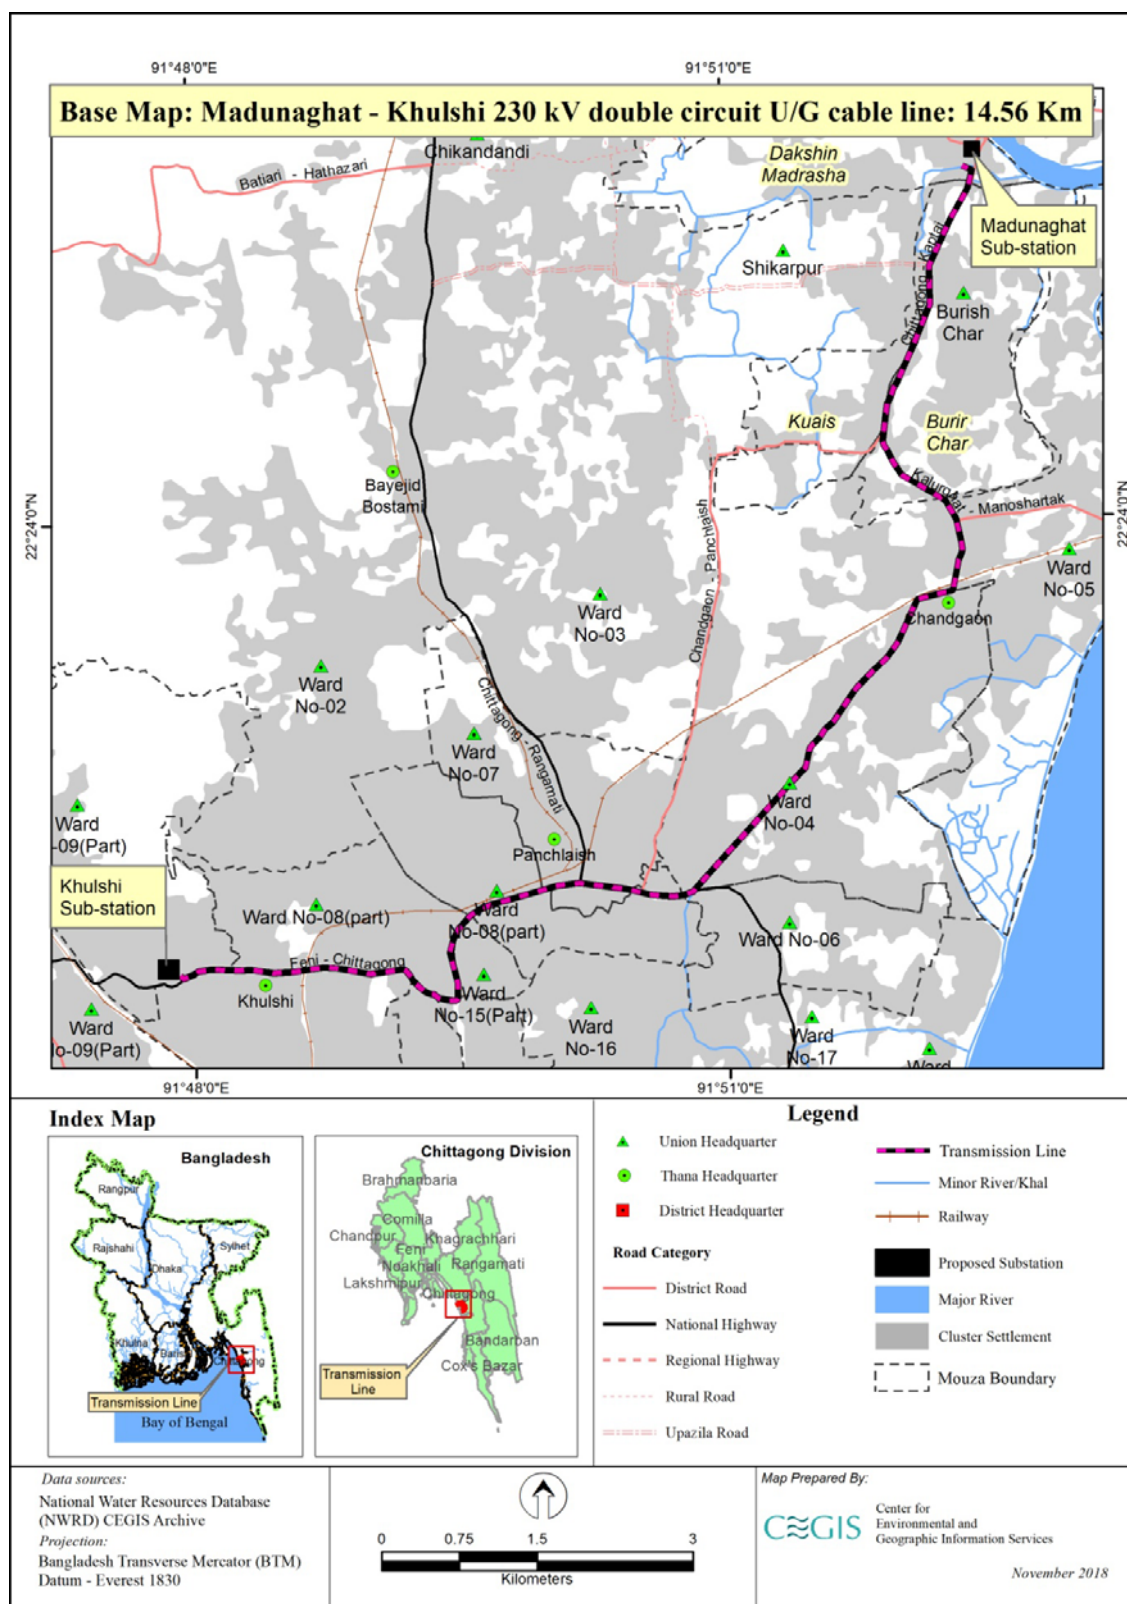 91°48'0"E
91°51'0"E
Base Map: Madunaghat - Khulshi 230 kV double circuit U/G cable line: 14.56 Km
Chikandandi
Batiari - Hathazari
Dakshin
Madrasha
Madunaghat
Sub-station
Shikarpur
Chittagong - Kaptai
Burish
Char
Kuais
Burir
Char
Bayejid
Bostami
Kalurghat - Manoshartak
22°24'0"N
22°24'0"N
Ward
No-05
Ward
No-03
Chandgaon
Chandgaon - Panchlaish
Ward
No-02
Chittagong - Rangamati
Ward
No-07
Ward
No-04
Ward
-09(Part)
Panchlaish
Khulshi
Sub-station
Ward No-08(part)
Ward
No-08(part)
Ward No-06
Feni - Chittagong
Khulshi
Ward
No-15(Part)
Ward
o-09(Part)
Ward
No-16
Ward
No-17
Ward
91°48'0"E
91°51'0"E
Index Map
Bangladesh
Rangpur
Rajshahi
Sylhet
Dhaka
Khulna
Barisal
Chittagong
Transmission Line
Bay of Bengal
Chittagong Division
Brahmanbaria
Comilla
Chandpur
Khagrachhari
Feni
Noakhali
Rangamati
Lakshmipur
Chittagong
Bandarban
Cox's Bazar
Transmission
Line
Legend
Union Headquarter
Thana Headquarter
District Headquarter
Road Category
District Road
National Highway
Regional Highway
Rural Road
Upazila Road
Transmission Line
Minor River/Khal
Railway
Proposed Substation
Major River
Cluster Settlement
Mouza Boundary
Data sources:
National Water Resources Database
(NWRD) CEGIS Archive
Projection:
Bangladesh Transverse Mercator (BTM)
Datum - Everest 1830
0 0.75 1.5 3
Kilometers
Map Prepared By:
CEGIS
Center for
Environmental and
Geographic Information Services
November 2018